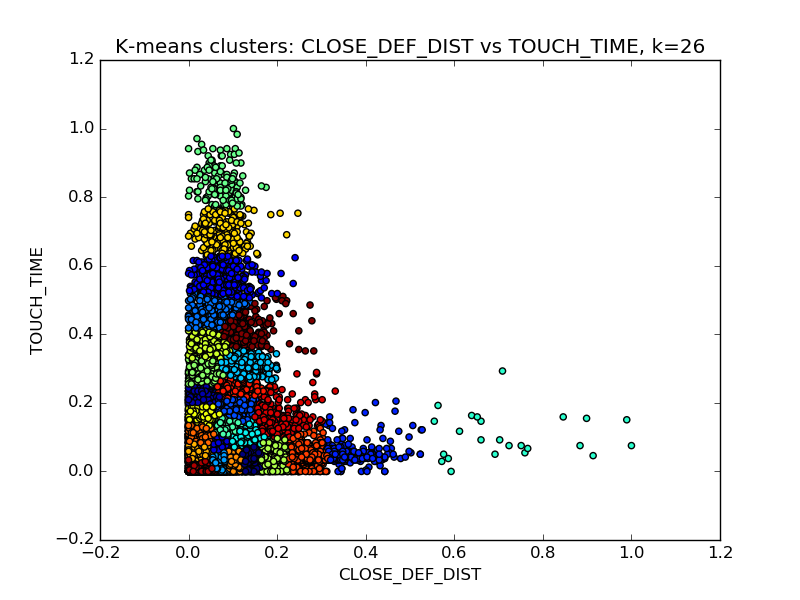 K-means clusters: CLOSE_DEF_DIST vs TOUCH_TIME, k=26
1.2
1.0
0.8
0.6
0.4
0.2
0.0
−0.2
TOUCH_TIME
−0.2 0.0 0.2 0.4 0.6 0.8 1.0 1.2
CLOSE_DEF_DIST